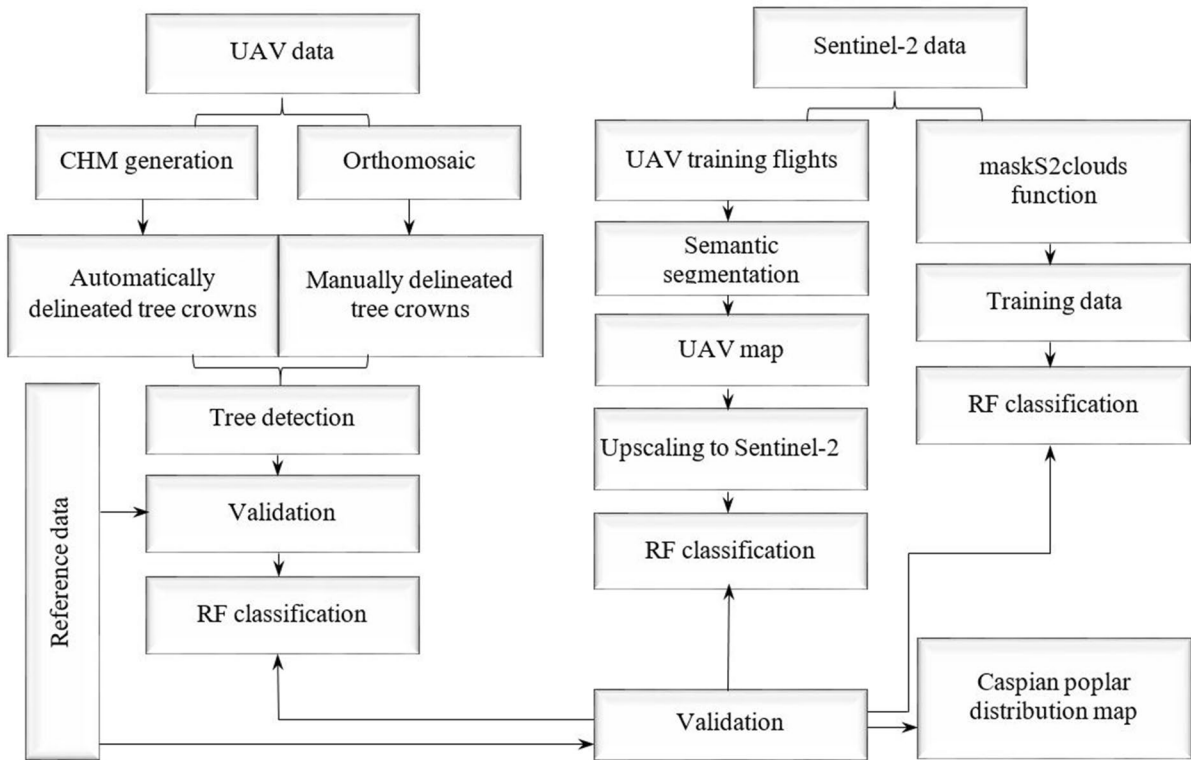 UAV data
CHM generation
Orthomosaic
Automatically
delineated tree crowns
Manually delineated
tree crowns
Tree detection
Validation
RF classification
Reference data
Sentinel-2 data
UAV training flights
Semantic
segmentation
UAV map
Upscaling to Sentinel-2
RF classification
maskS2clouds
function
Training data
RF classification
Validation
Caspian poplar
distribution map